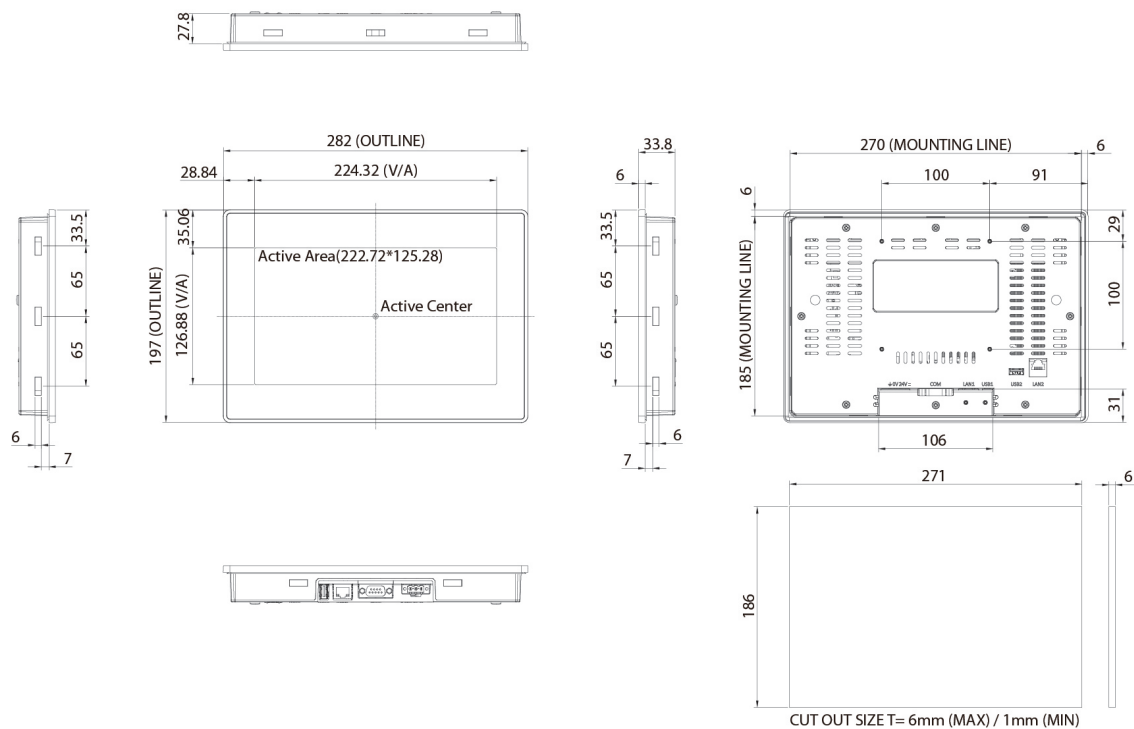 27.8
282 (OUTLINE)
28.84
224.32 (V/A)
35.06
Active Area(222.72*125.28)
Active Center
197 (OUTLINE)
126.88 (V/A)
33.5
65
65
6
7
33.8
6
33.5
65
65
6
7
270 (MOUNTING LINE)
6
100
91
6
29
185 (MOUNTING LINE)
100
0V 24V
COM
LAN1
USB1
USB2
LAN2
31
106
271
6
186
CUT OUT SIZE T= 6mm (MAX) / 1mm (MIN)